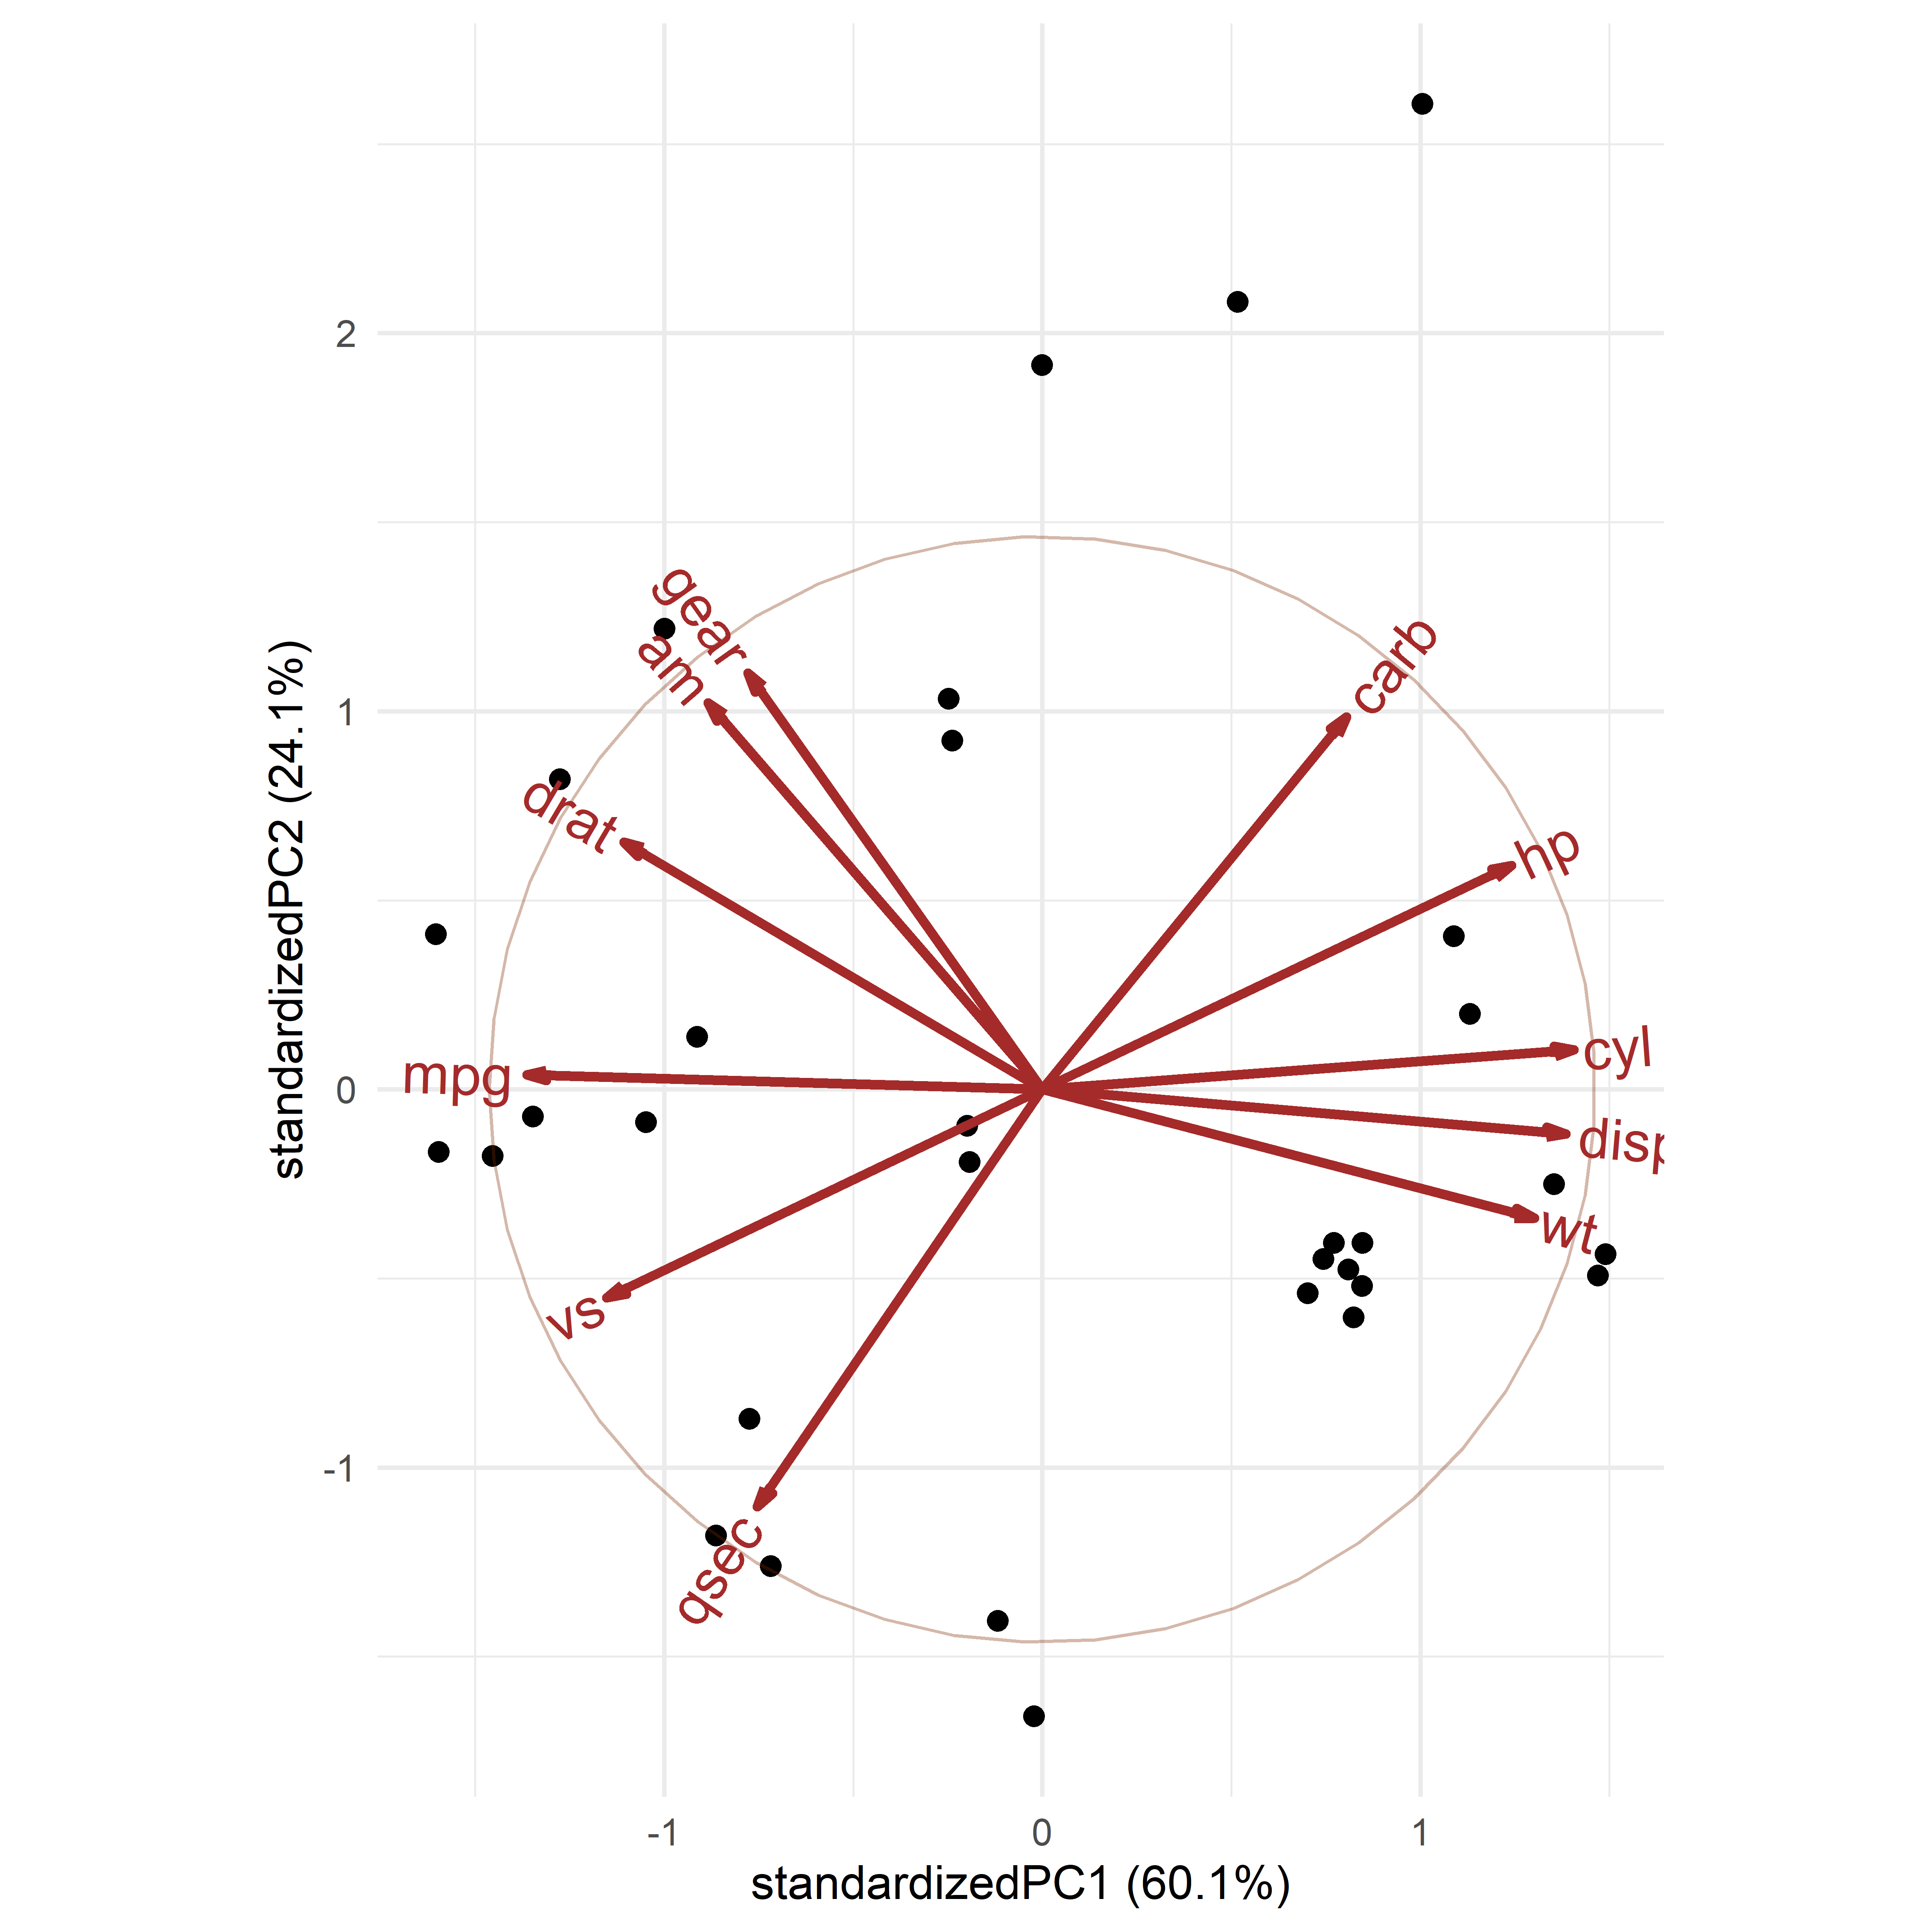 standardizedPC2 (24.1%)
2
1
0
-1
gear
am
drat
mpg
vs
qsec
carb
hp
cyl
disp
wt
-1
0
1
standardizedPC1 (60.1%)